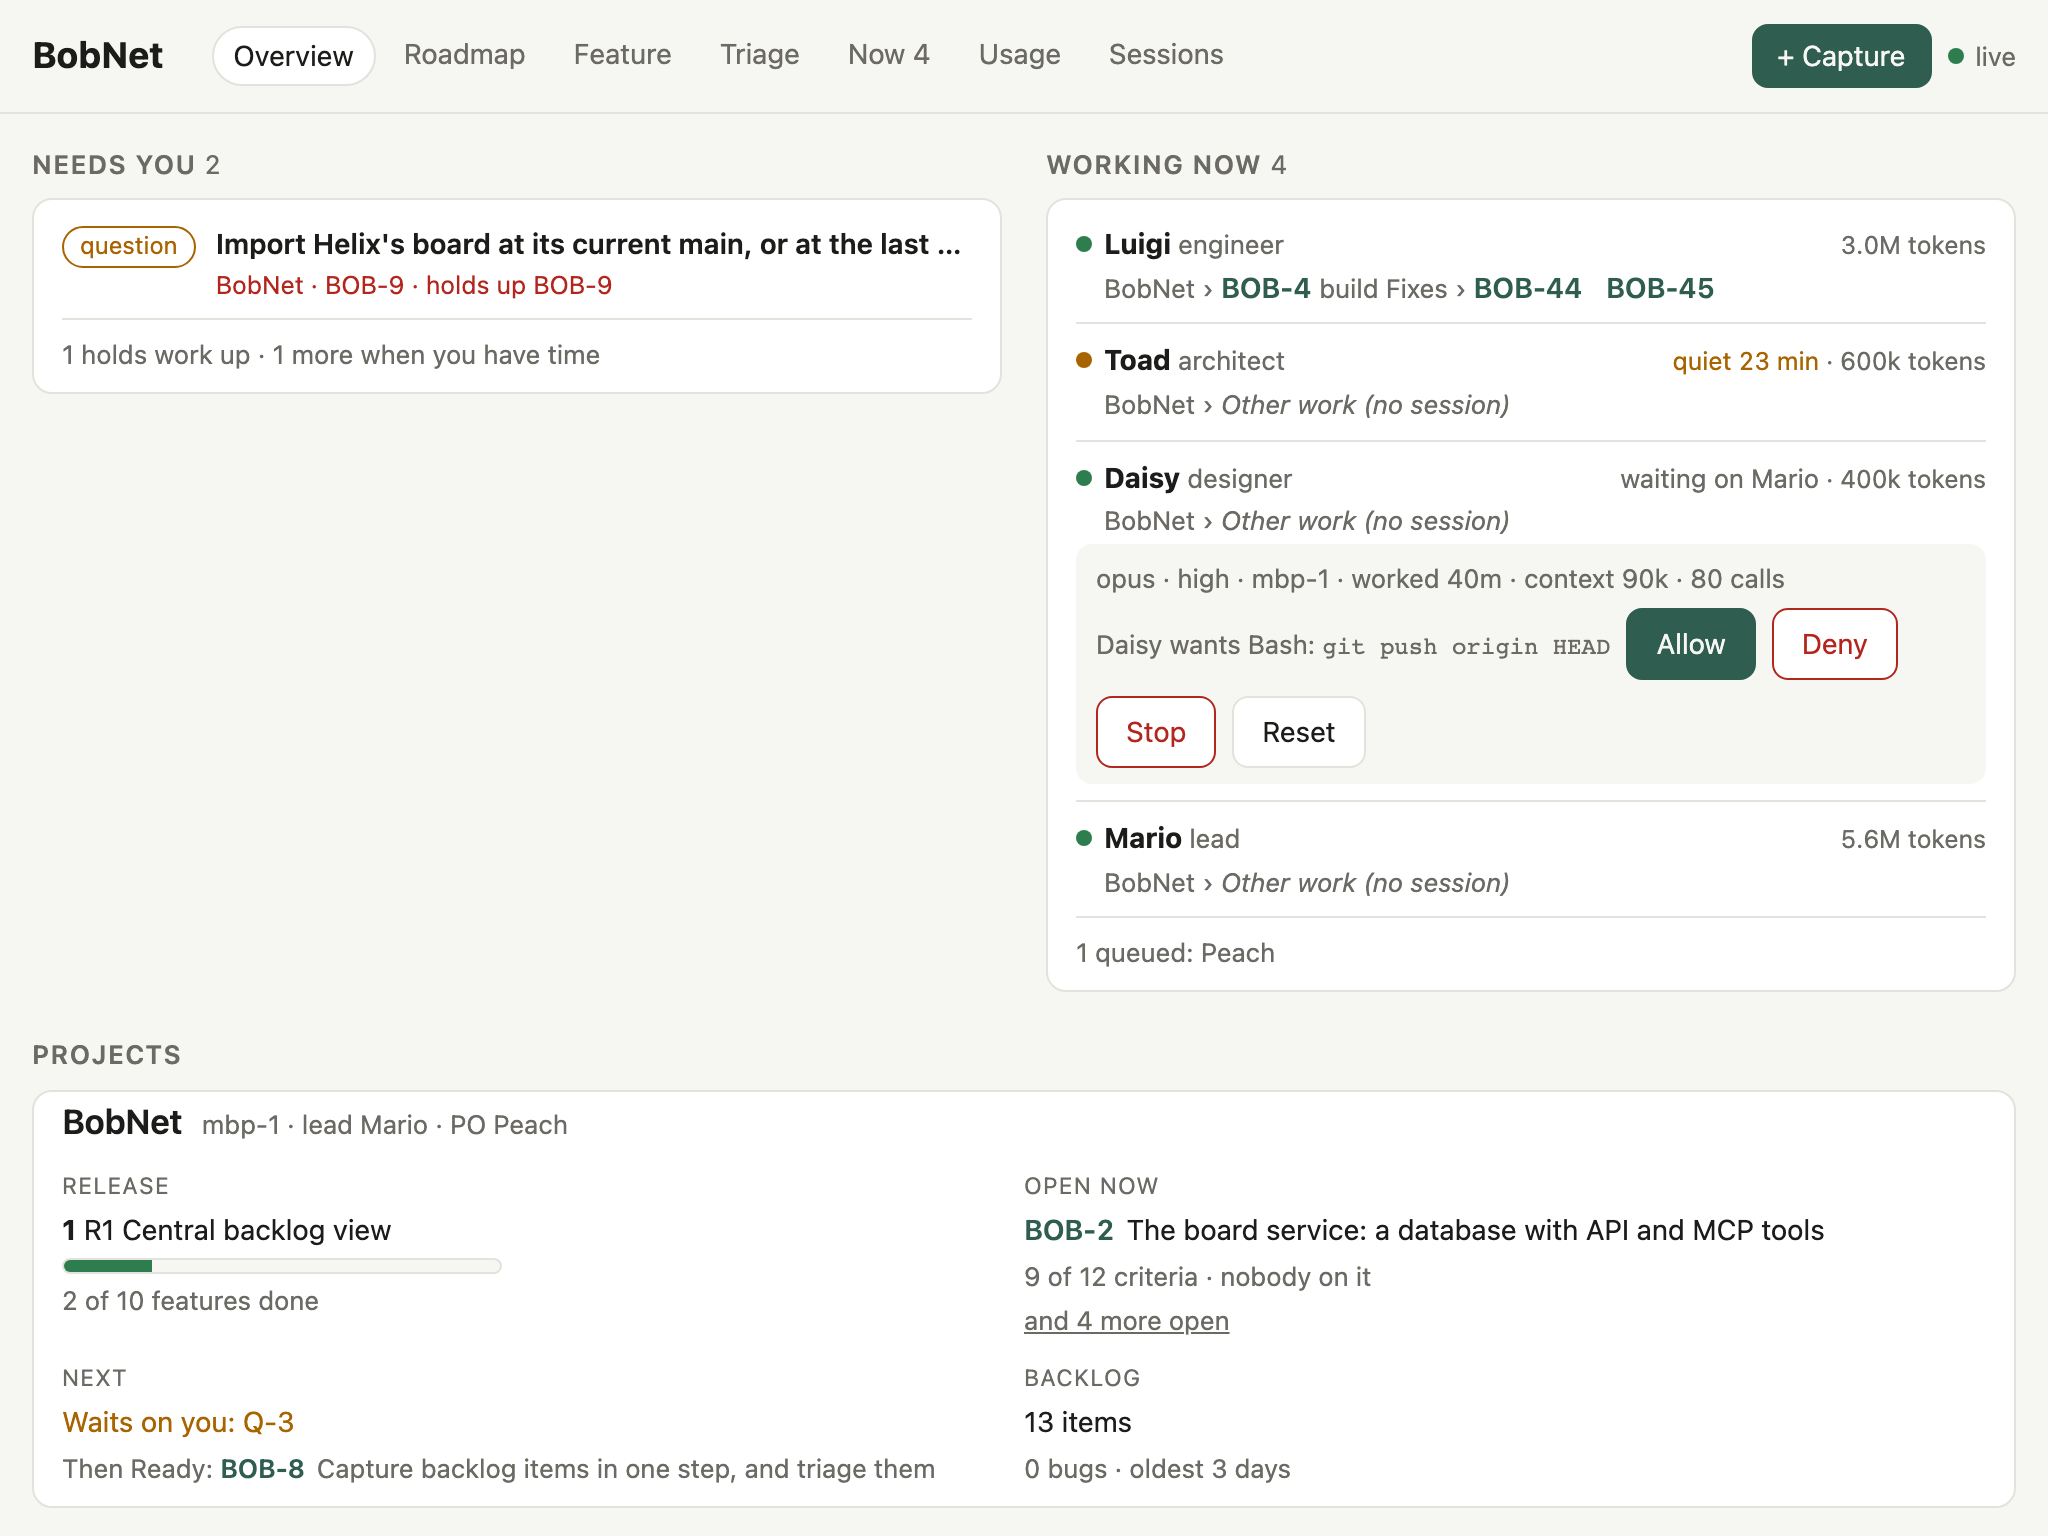 BobNet Overview Roadmap Feature Triage Now 4 Usage Sessions + Capture live
NEEDS YOU 2
question Import Helix's board at its current main, or at the last ...
BobNet · BOB-9 · holds up BOB-9
1 holds work up · 1 more when you have time
WORKING NOW 4
Luigi engineer 3.0M tokens
BobNet › BOB-4 build Fixes › BOB-44 BOB-45
Toad architect quiet 23 min · 600k tokens
BobNet › Other work (no session)
Daisy designer waiting on Mario · 400k tokens
BobNet › Other work (no session)
opus · high · mbp-1 · worked 40m · context 90k · 80 calls
Daisy wants Bash: git push origin HEAD Allow Deny
Stop Reset
Mario lead 5.6M tokens
BobNet › Other work (no session)
1 queued: Peach
PROJECTS
BobNet mbp-1 · lead Mario · PO Peach
RELEASE
1 R1 Central backlog view
2 of 10 features done
OPEN NOW
BOB-2 The board service: a database with API and MCP tools
9 of 12 criteria · nobody on it
and 4 more open
NEXT
Waits on you: Q-3
Then Ready: BOB-8 Capture backlog items in one step, and triage them
BACKLOG
13 items
0 bugs · oldest 3 days